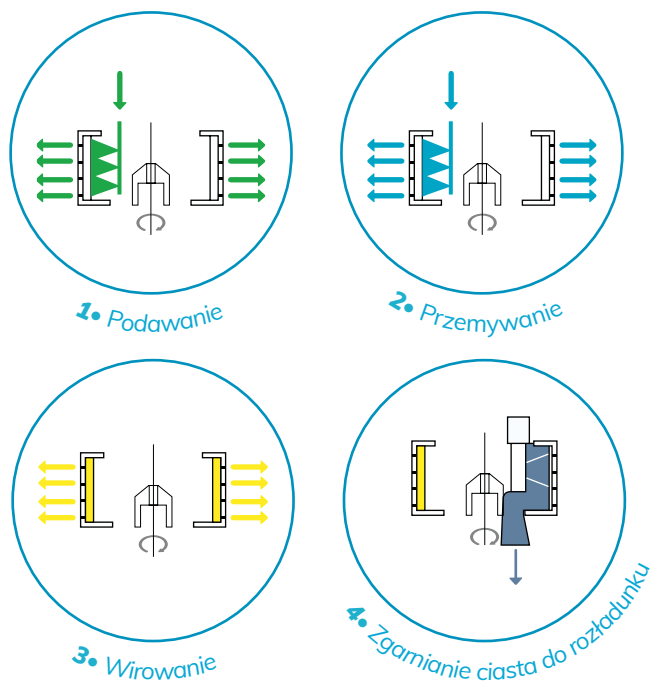 1• Podawanie
2• Przemywanie
3• Wirowanie
4• Zgarnianie ciasta do rozładunku